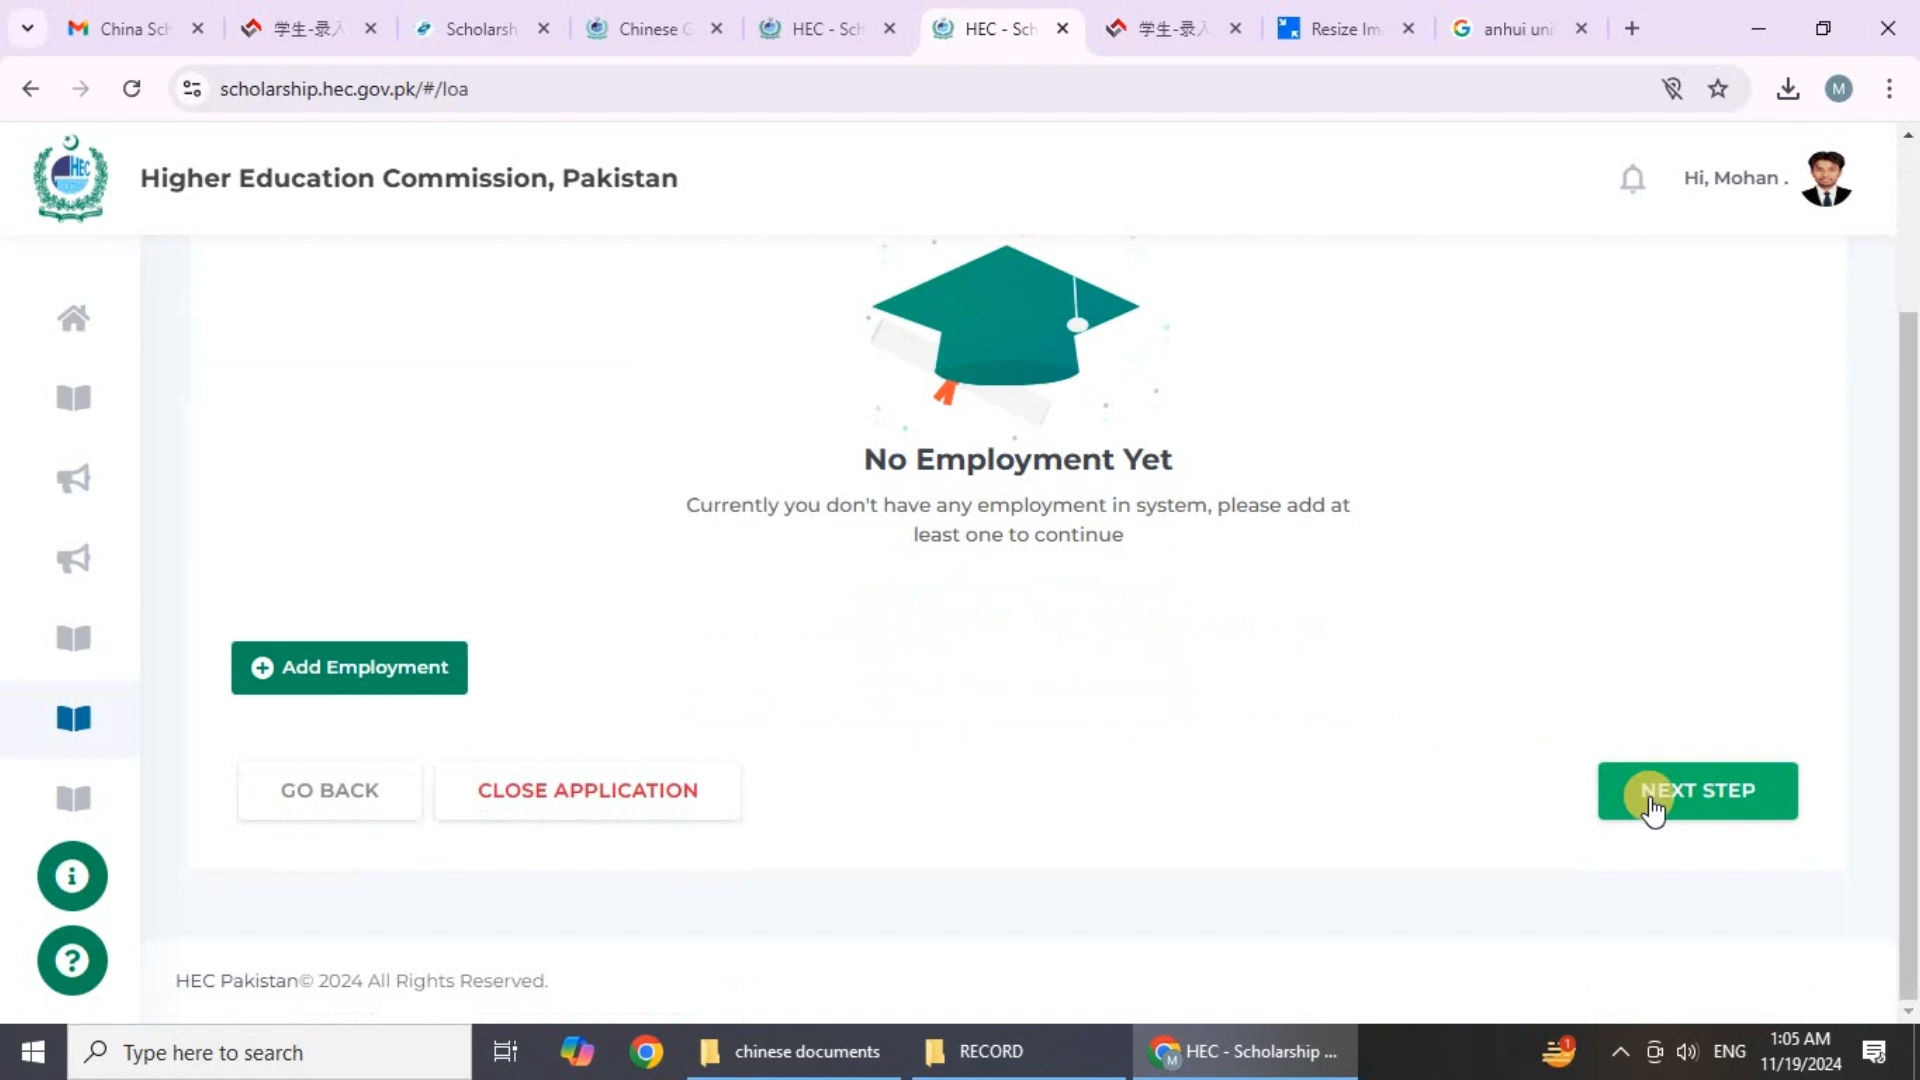 China Sch
学生-录入
Scholarsh
Chinese G
HEC - Sch
HEC - Sch
学生-录入
Resize Im
anhui uni
scholarship.hec.gov.pk/#/loa
M
HEC
Higher Education Commission, Pakistan
Hi, Mohan .
No Employment Yet
Currently you don't have any employment in system, please add at
least one to continue
Add Employment
GO BACK
CLOSE APPLICATION
NEXT STEP
HEC Pakistan© 2024 All Rights Reserved.
Type here to search
chinese documents
RECORD
M
HEC - Scholarship ...
1
ENG
1:05 AM
11/19/2024